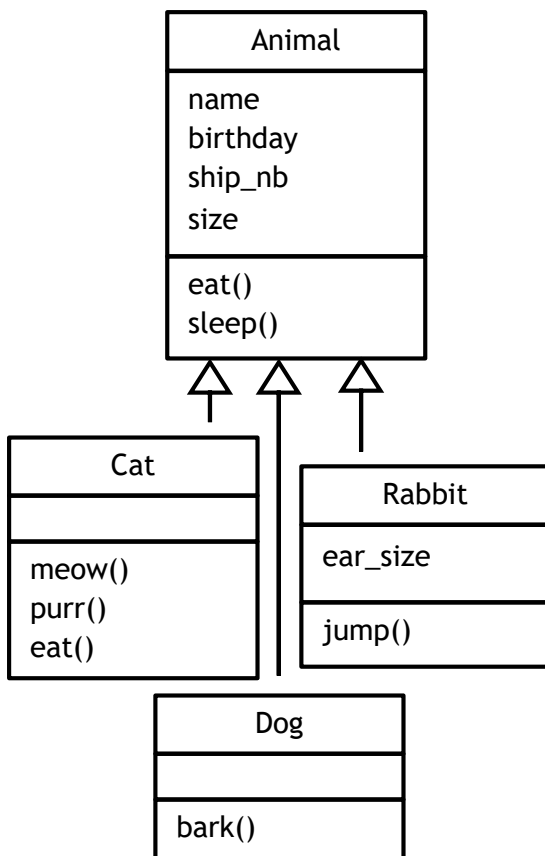 Animal
name
birthday
ship_nb
size
eat()
sleep()
Cat
meow()
purr()
eat()
Rabbit
ear_size
jump()
Dog
bark()